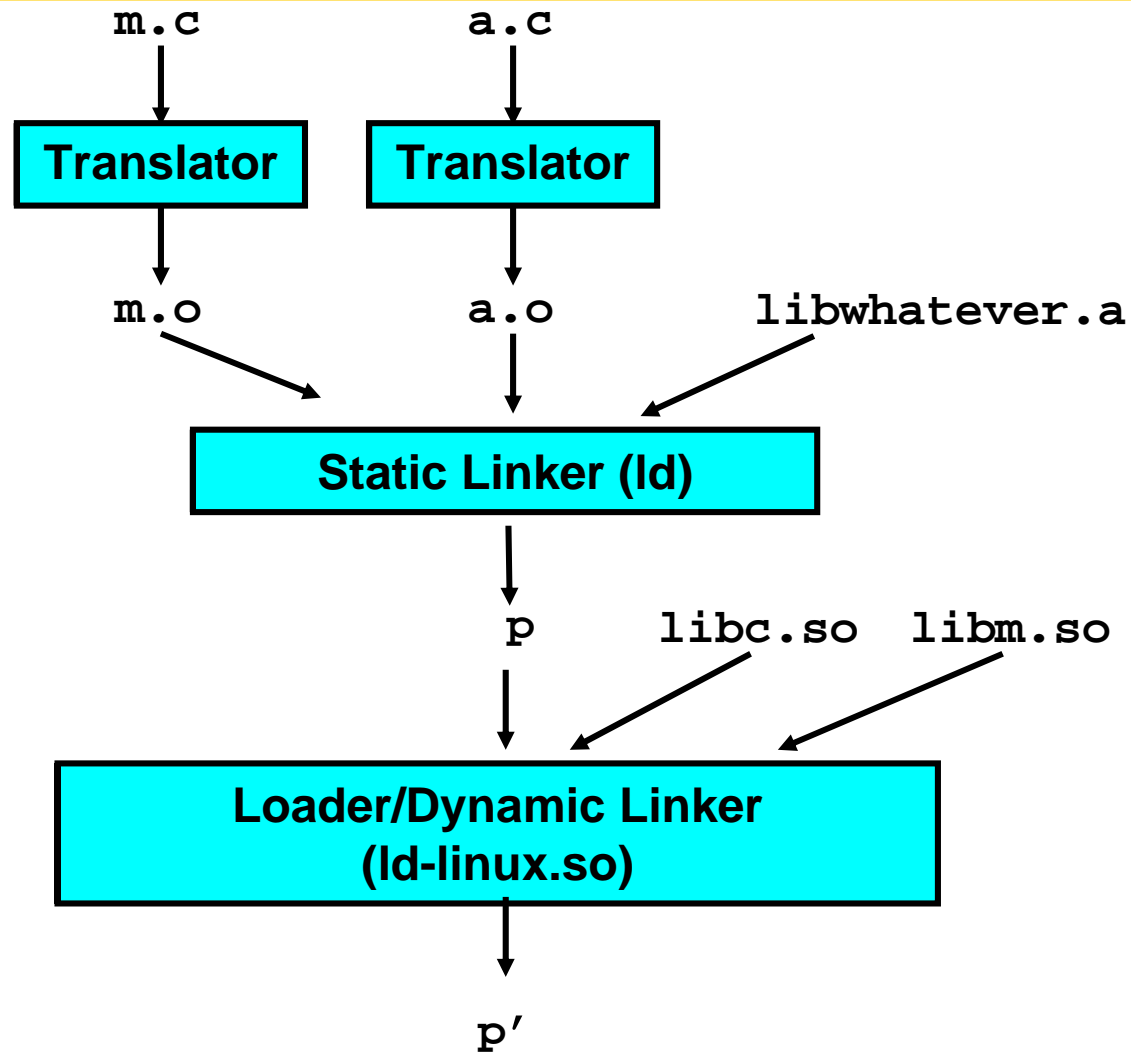 m.c a.c
Translator Translator
m.o a.o libwhatever.a
Static Linker (ld)
p libc.so libm.so
Loader/Dynamic Linker
(ld-linux.so)
p′